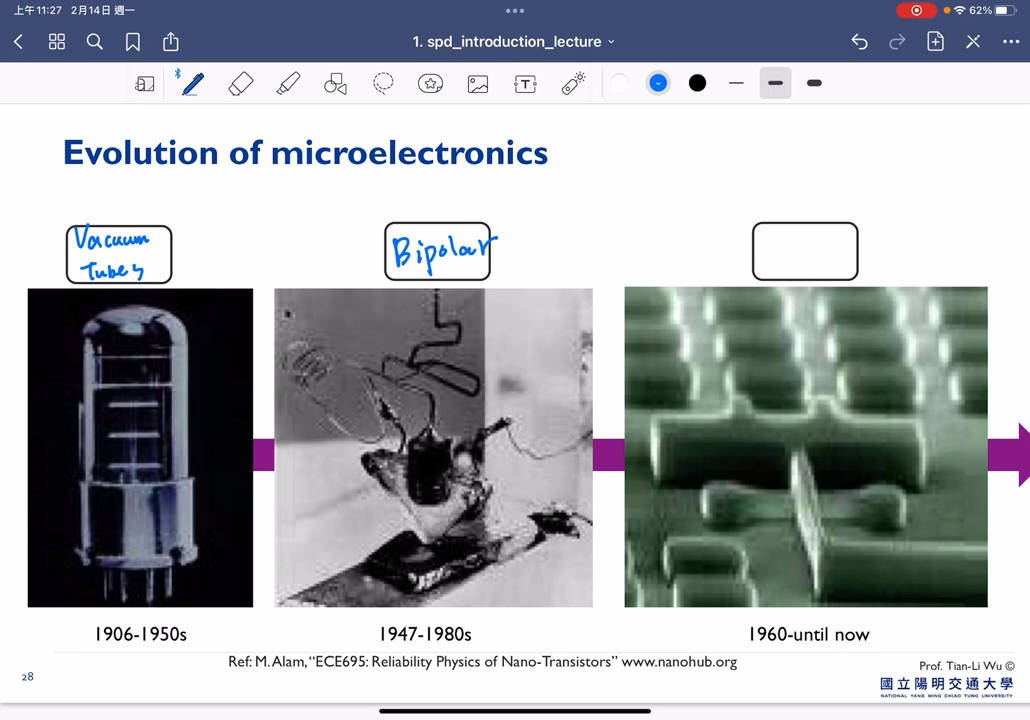 上午11:27 2月14日 週一
62%
1. spd_introduction_lecture
Evolution of microelectronics
Vacuum
Tubes
Bipolar
1906-1950s
1947-1980s
1960-until now
Ref: M. Alam, “ECE695: Reliability Physics of Nano-Transistors” www.nanohub.org
Prof. Tian-Li Wu ©
28
國立陽明交通大學
NATIONAL YANG MING CHIAO TUNG UNIVERSITY